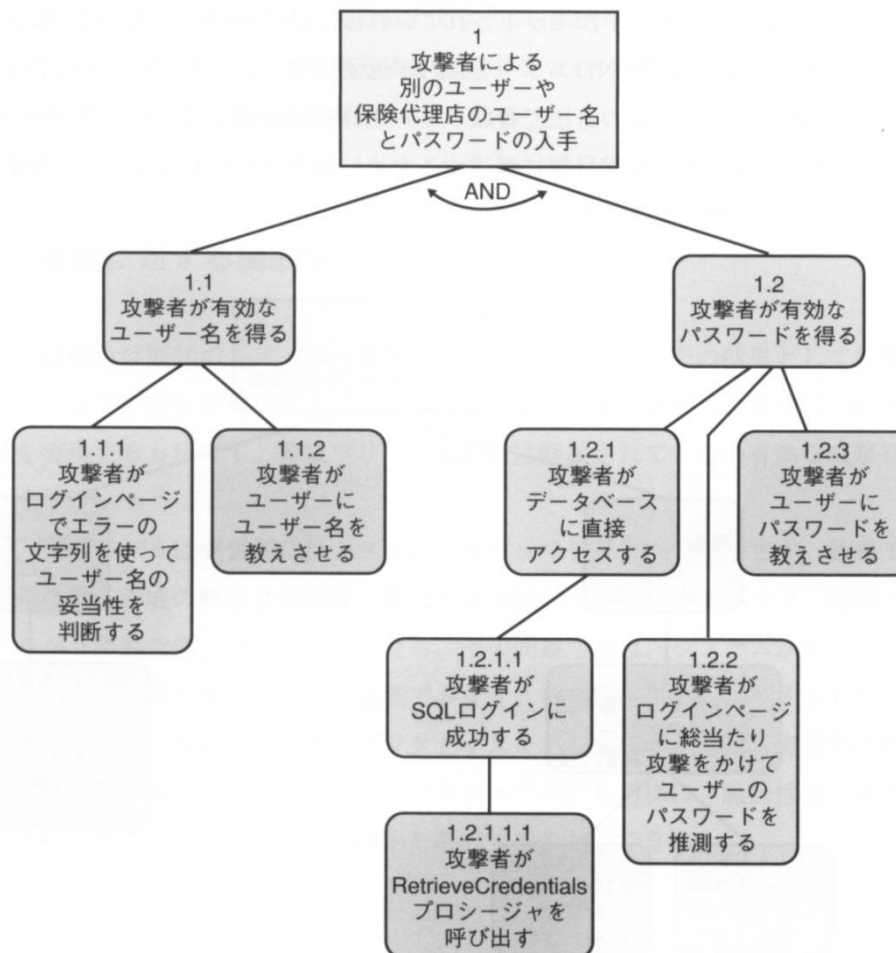 1
攻撃者による
別のユーザーや
保険代理店のユーザー名
とパスワードの入手
AND
1.1
攻撃者が有効な
ユーザー名を得る
1.2
攻撃者が有効な
パスワードを得る
1.1.1
攻撃者が
ログインページ
でエラーの
文字列を使って
ユーザー名の
妥当性を
判断する
1.1.2
攻撃者が
ユーザーに
ユーザー名を
教えさせる
1.2.1
攻撃者が
データベース
に直接
アクセスする
1.2.3
攻撃者が
ユーザーに
パスワードを
教えさせる
1.2.1.1
攻撃者が
SQLログインに
成功する
1.2.2
攻撃者が
ログインページ
に総当たり
攻撃をかけて
ユーザーの
パスワードを
推測する
1.2.1.1.1
攻撃者が
RetrieveCredentials
プロシージャを
呼び出す